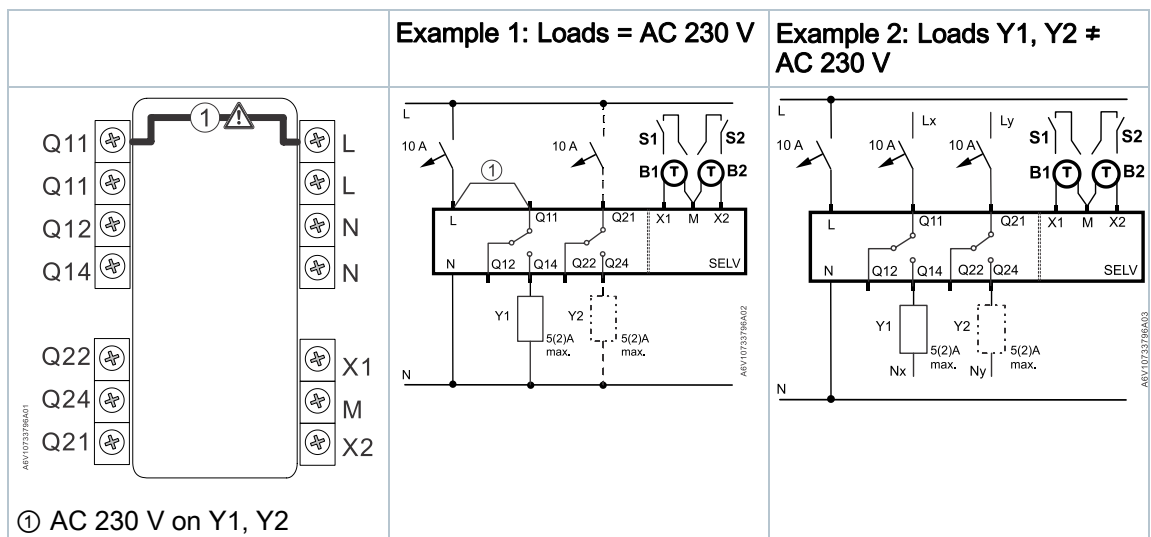 Example 1: Loads = AC 230 V
Example 2: Loads Y1, Y2 ≠
AC 230 V
1
Q11
L
Q11
L
Q12
N
Q14
N
Q22
X1
Q24
M
Q21
X2
A6V10733796A01
① AC 230 V on Y1, Y2
L
10 A
10 A
S1
S2
①
B1
T
T
B2
L
Q11
Q21
X1
M
X2
N
Q12
Q14
Q22
Q24
SELV
Y1
Y2
5(2)A
max.
5(2)A
max.
N
A6V10733796A02
L
Lx
Ly
10 A
10 A
10 A
S1
S2
B1
T
T
B2
L
Q11
Q21
X1
M
X2
N
Q12
Q14
Q22
Q24
SELV
Y1
Y2
5(2)A
max.
5(2)A
max.
Nx
Ny
N
A6V10733796A03